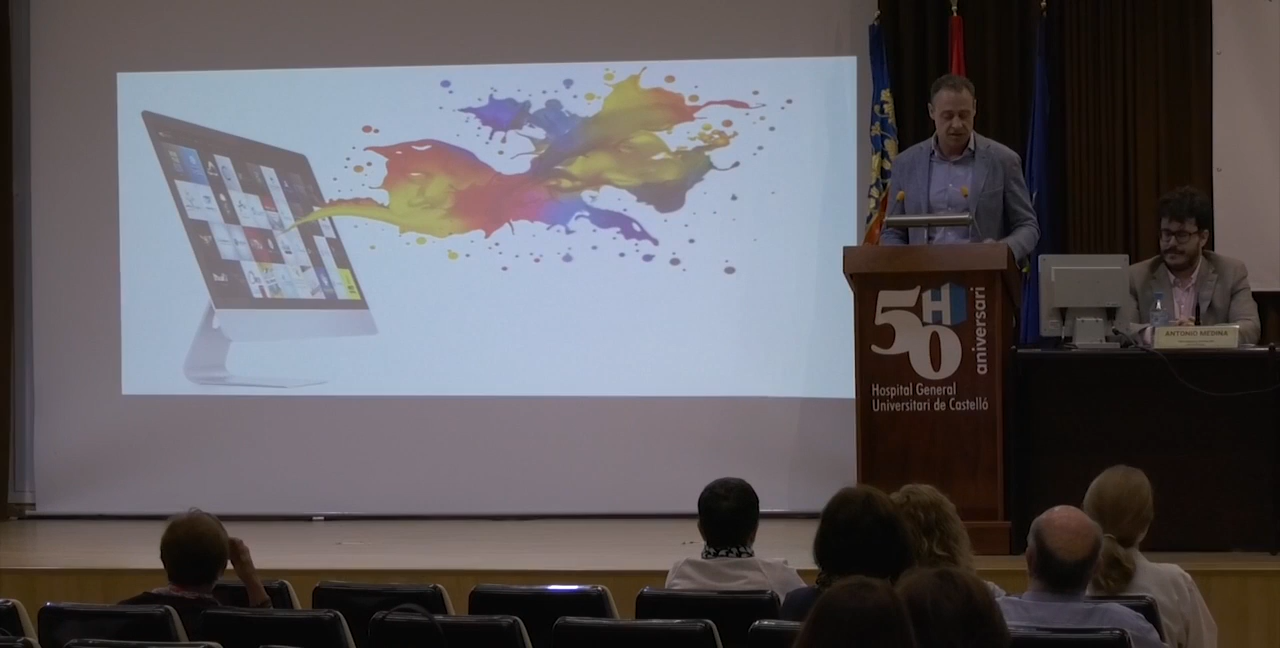 50
H
aniversari
Hospital General
Universitari de Castelló
ANTONIO MEDINA